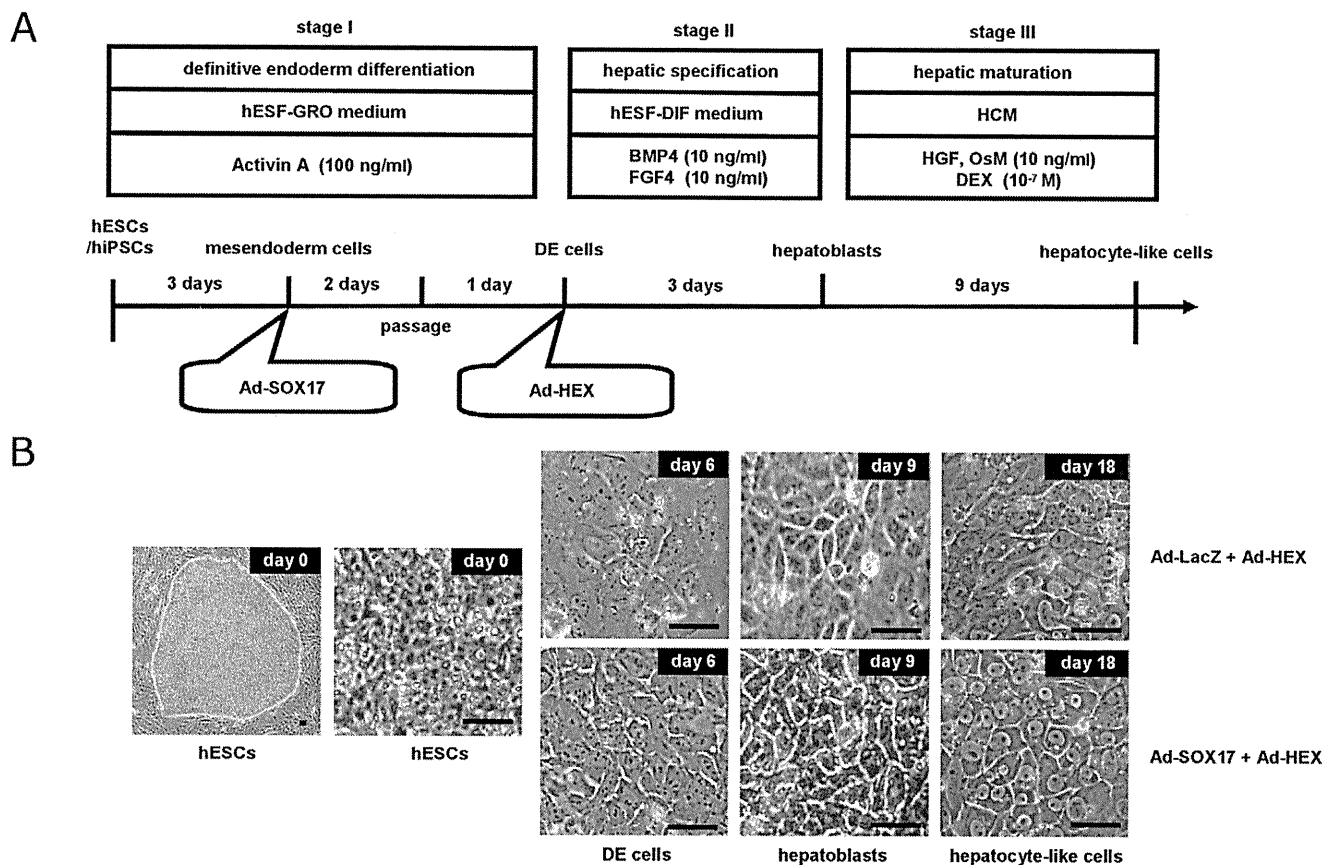 A
stage I
stage II
stage III
definitive endoderm differentiation
hepatic specification
hepatic maturation
hESF-GRO medium
hESF-DIF medium
HCM
Activin A (100 ng/ml)
BMP4 (10 ng/ml)
FGF4 (10 ng/ml)
HGF, OsM (10 ng/ml)
DEX (10⁻⁷ M)
hESCs
/hiPSCs
mesendoderm cells
DE cells
hepatoblasts
hepatocyte-like cells
3 days
2 days
1 day
3 days
9 days
passage
Ad-SOX17
Ad-HEX
B
day 6
day 9
day 18
Ad-LacZ + Ad-HEX
day 0
day 0
hESCs
hESCs
day 6
day 9
day 18
Ad-SOX17 + Ad-HEX
DE cells
hepatoblasts
hepatocyte-like cells